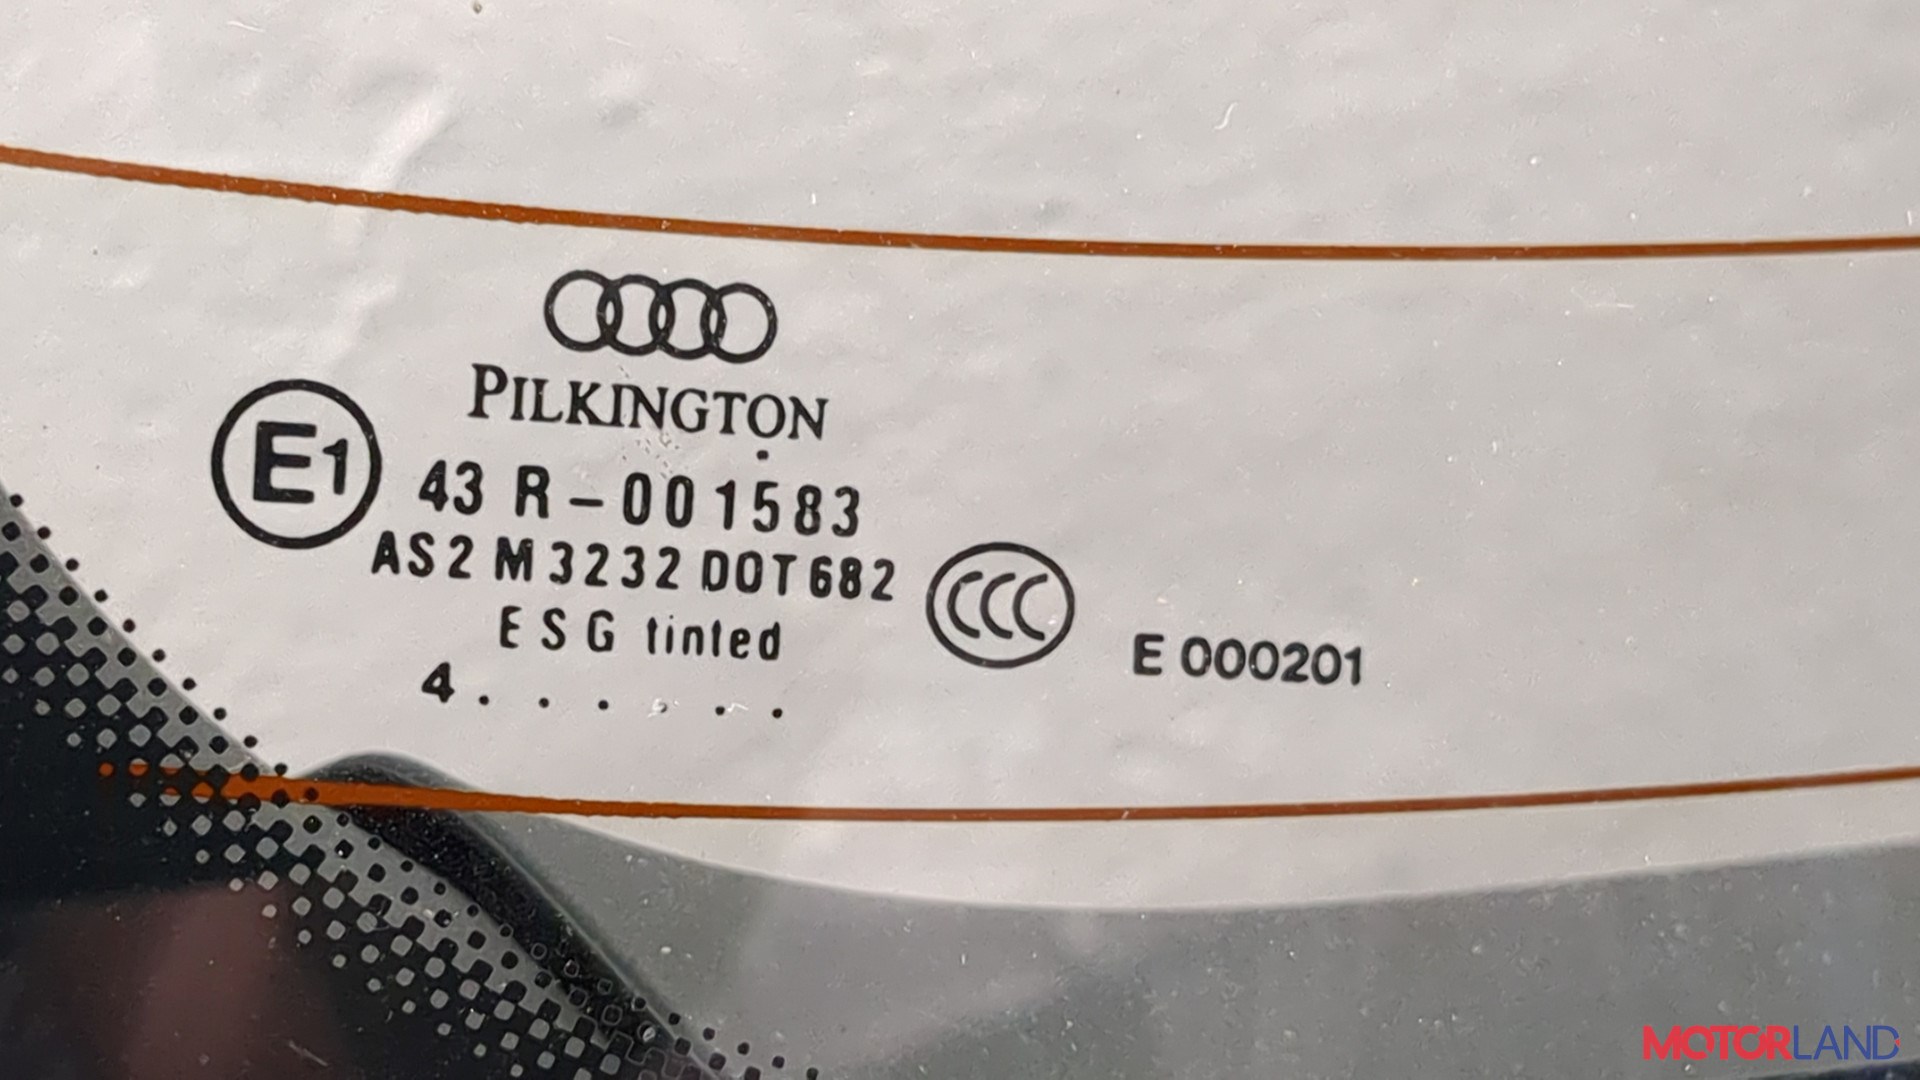 PILKINGTON
E1
43 R-001583
AS2 M3232 DOT682
ESG tinted
CCC
E 000201
4......
MOTORLAND